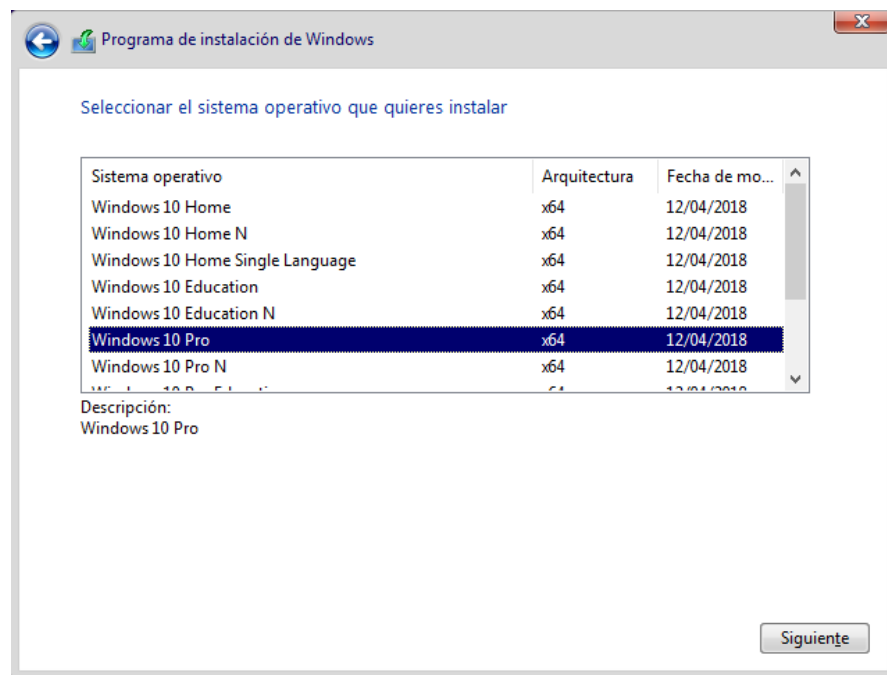 Programa de instalación de Windows
Seleccionar el sistema operativo que quieres instalar
Sistema operativo Arquitectura Fecha de mo...
Windows 10 Home x64 12/04/2018
Windows 10 Home N x64 12/04/2018
Windows 10 Home Single Language x64 12/04/2018
Windows 10 Education x64 12/04/2018
Windows 10 Education N x64 12/04/2018
Windows 10 Pro x64 12/04/2018
Windows 10 Pro N x64 12/04/2018
Descripción:
Windows 10 Pro
Siguiente